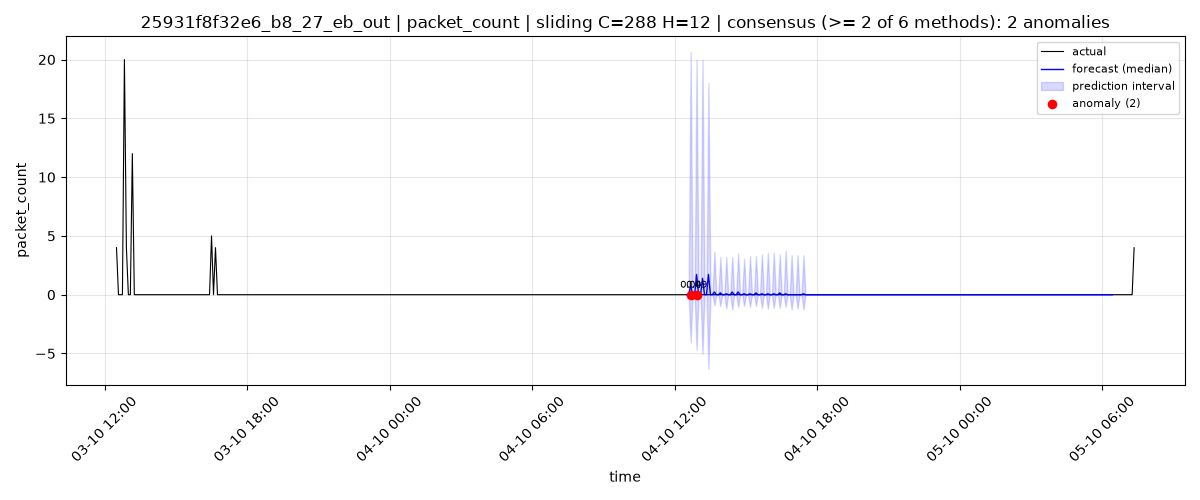 25931f8f32e6_b8_27_eb_out | packet_count | sliding C=288 H=12 | consensus (>= 2 of 6 methods): 2 anomalies
actual
forecast (median)
prediction interval
anomaly (2)
packet_count
20
15
10
5
0
−5
03-10 12:00
03-10 18:00
04-10 00:00
04-10 06:00
04-10 12:00
04-10 18:00
05-10 00:00
05-10 06:00
time